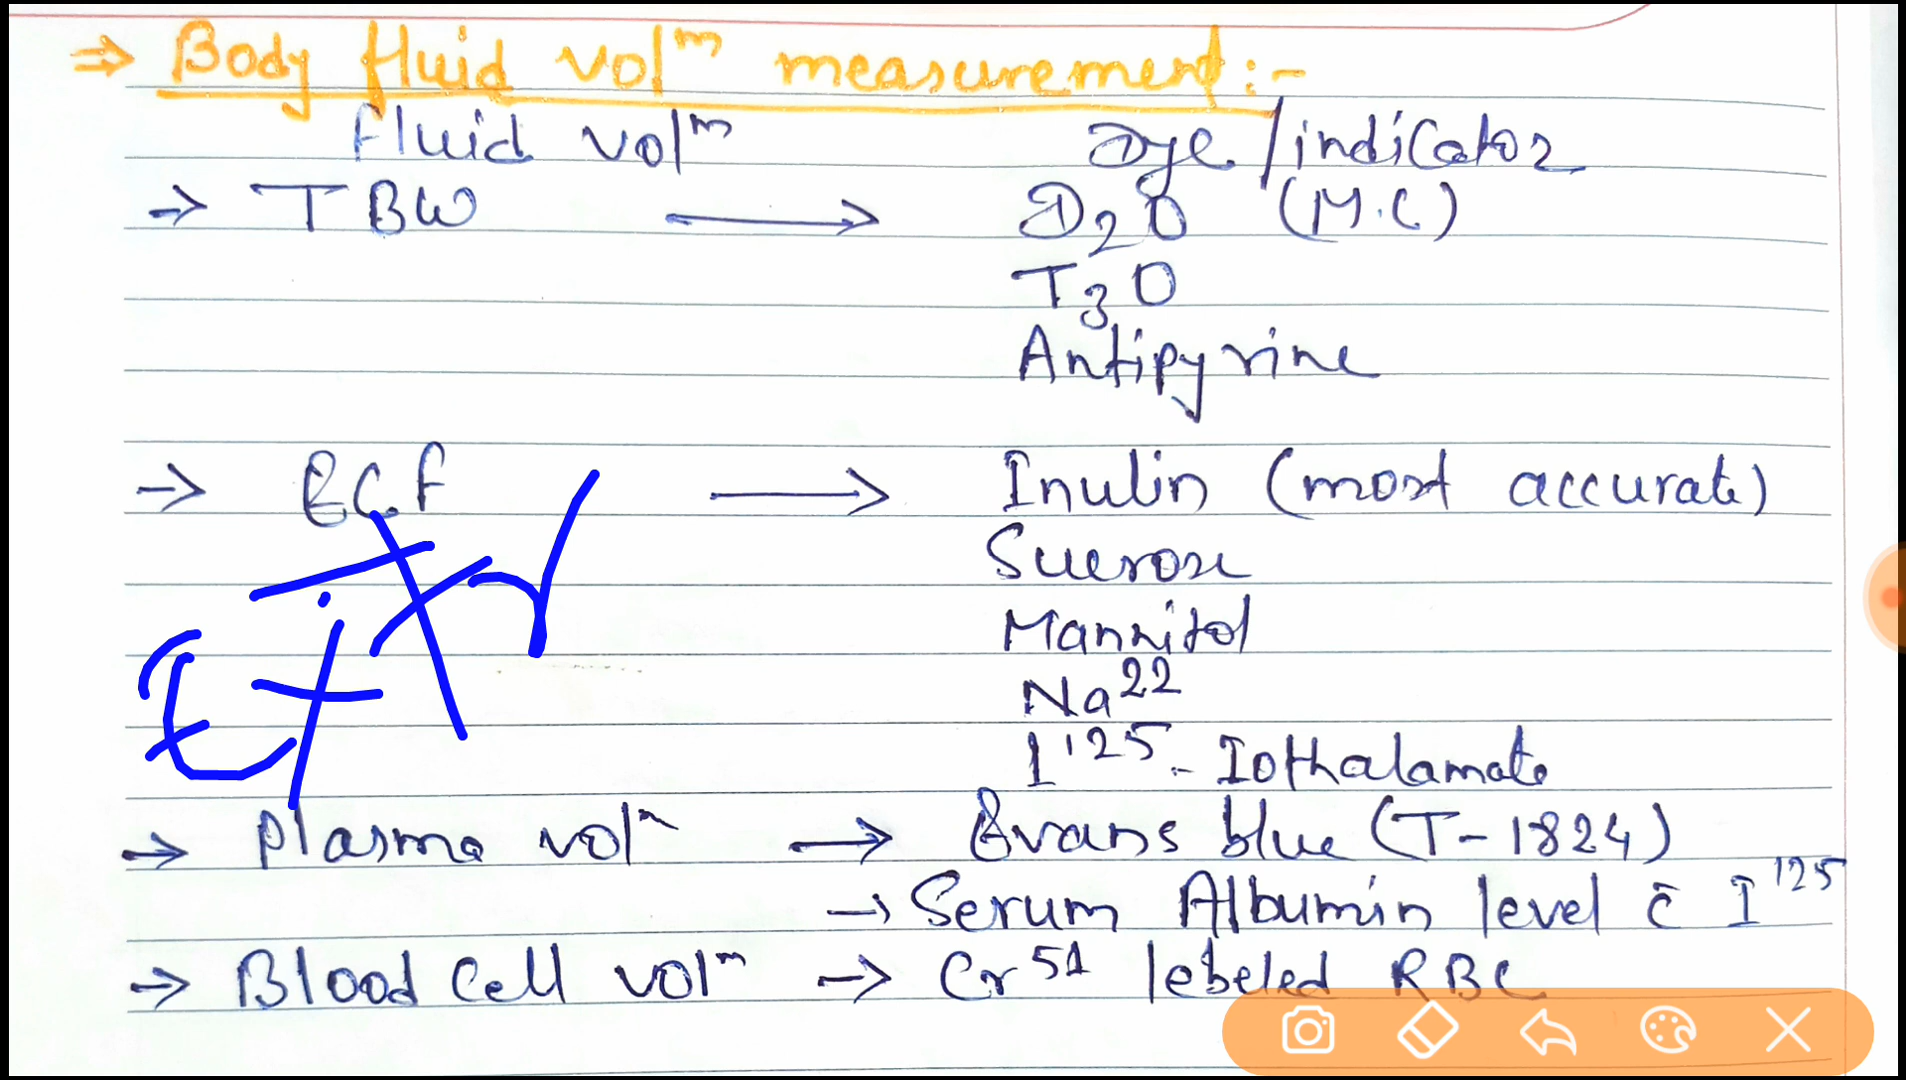 ⇒ Body fluid volᵐ measurement:-
fluid volᵐ Dye/indicator
→ TBW → D₂O (M.C)
T₃O
Antipyrine
→ ECF → Inulin (most accurate)
Sucrose
Mannitol
Na²²
I¹²⁵- Iothalamate
→ Plasma volᵐ → Evans blue (T-1824)
→ Serum Albumin level c̄ I¹²⁵
→ Blood Cell volᵐ → Cr⁵¹ lebeled RBC